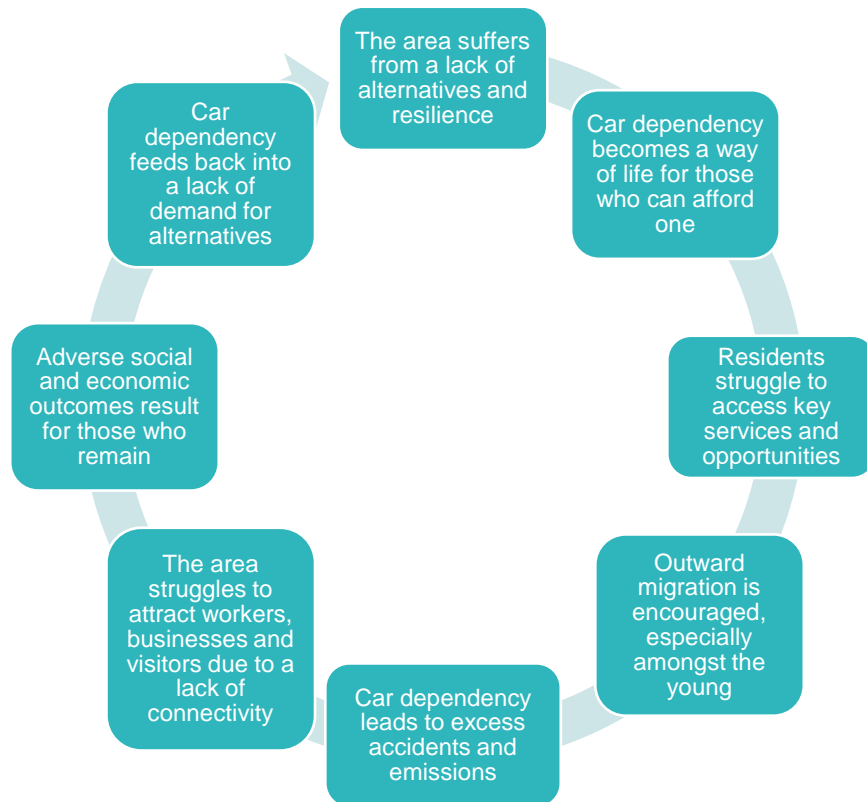 The area suffers
from a lack of
alternatives and
resilience
Car dependency
becomes a way
of life for those
who can afford
one
Residents
struggle to
access key
services and
opportunities
Outward
migration is
encouraged,
especially
amongst the
young
Car dependency
leads to excess
accidents and
emissions
The area
struggles to
attract workers,
businesses and
visitors due to a
lack of
connectivity
Adverse social
and economic
outcomes result
for those who
remain
Car
dependency
feeds back into
a lack of
demand for
alternatives